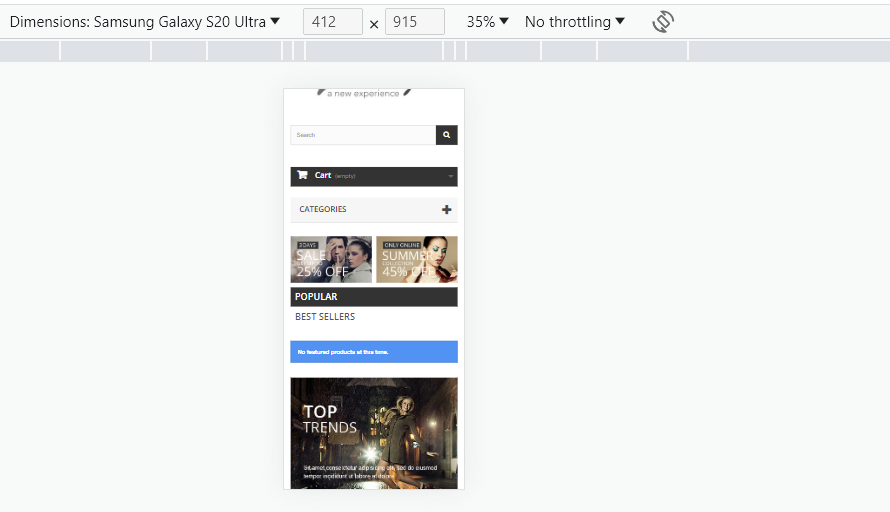 Dimensions: Samsung Galaxy S20 Ultra
412 × 915 35% No throttling
a new experience
Search
Cart (empty)
CATEGORIES
3 DAYS
SALE
25% OFF
ONLY ONLINE
SUMMER
COLLECTION
45% OFF
POPULAR
BEST SELLERS
No featured products at this time.
TOP
TRENDS
Sit amet conse ctetur adipisicing elit, sed do eiusmod
tempor incididunt ut labore et dolore